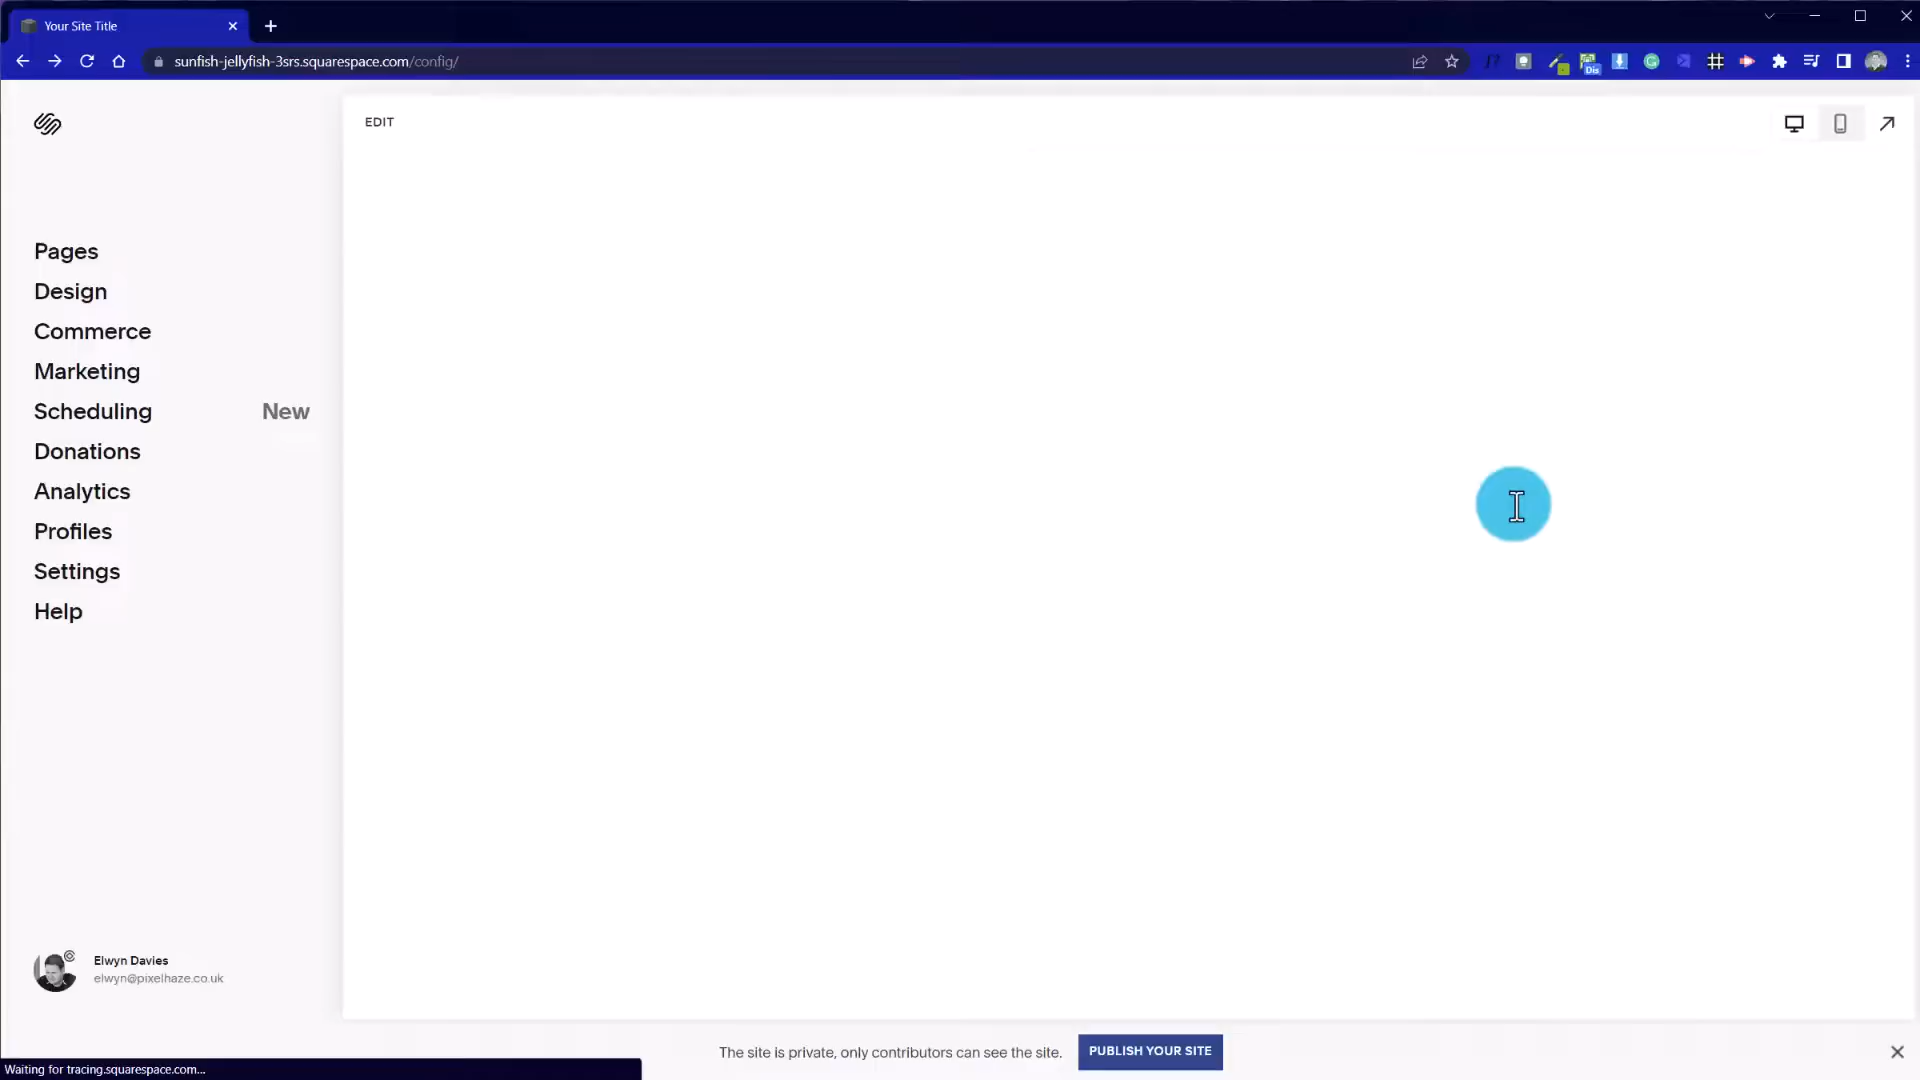 Your Site Title
sunfish-jellyfish-3srs.squarespace.com/config/
Dis
EDIT
Pages
Design
Commerce
Marketing
Scheduling New
Donations
Analytics
Profiles
Settings
Help
Elwyn Davies
elwyn@pixelhaze.co.uk
The site is private, only contributors can see the site. PUBLISH YOUR SITE
Waiting for tracing.squarespace.com...